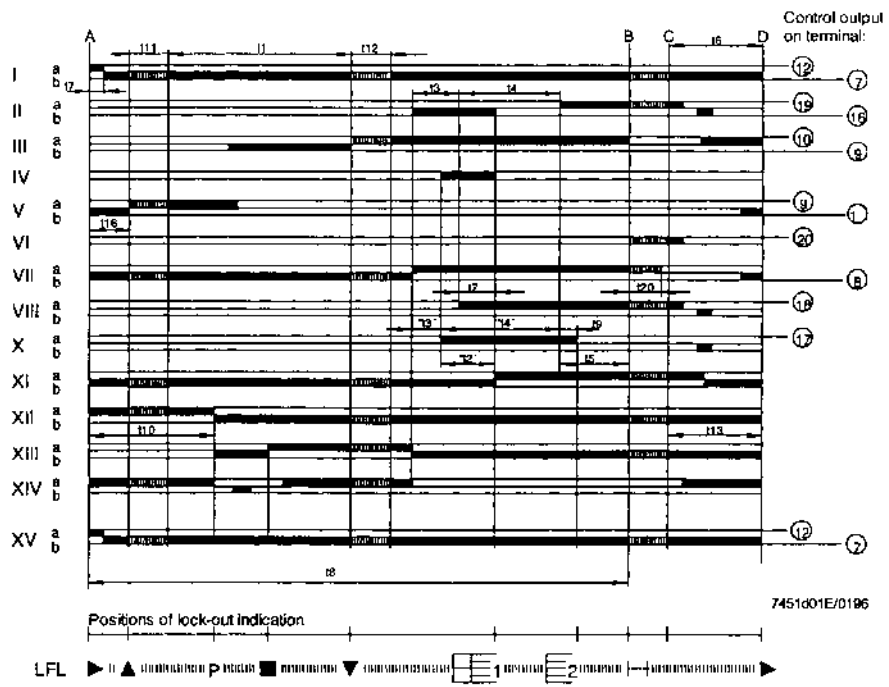 Control output
on terminal:
A B C D
t11 t1 t12 t6
I a b 12 7
t7
t3 t4
II a b 19 16
III a b 10 9
IV
V a b 9 1
t16
VI 20
VII a b 8
t7 t20
VIII a b 18
t3' t4' t9
X a b 17
t2' t5
XI a b
XII a b
t10 t13
XIII a b
XIV a b
XV a b 12
t8
7451d01E/0196
Positions of lock-out indication
LFL P 1 2